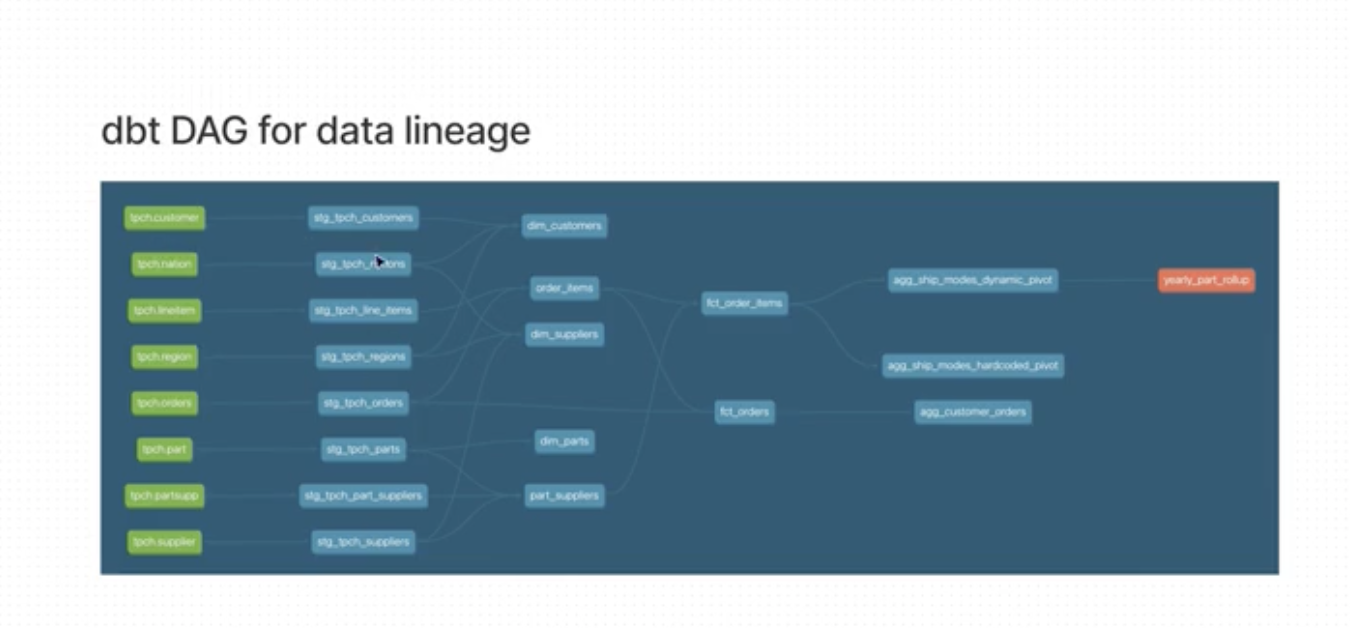 dbt DAG for data lineage
tpch.customer
stg_tpch_customers
dim_customers
tpch.nation
tpch.lineitem
stg_tpch_line_items
order_items
fct_order_items
agg_ship_modes_dynamic_pivot
yearly_part_rollup
dim_suppliers
tpch.region
stg_tpch_regions
agg_ship_modes_hardcoded_pivot
tpch.orders
stg_tpch_orders
fct_orders
agg_customer_orders
tpch.part
stg_tpch_parts
dim_parts
tpch.partsupp
stg_tpch_part_suppliers
part_suppliers
tpch.supplier
stg_tpch_suppliers